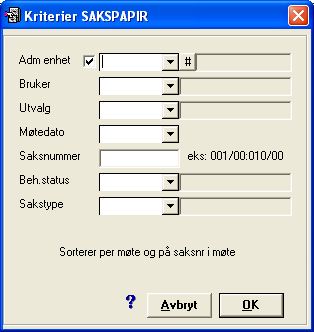 Kriterier SAKSPAPIR
Adm enhet #
Bruker
Utvalg
Møtedato
Saksnummer eks: 001/00:010/00
Beh.status
Sakstype
Sorterer per møte og på saksnr i møte
? Avbryt OK